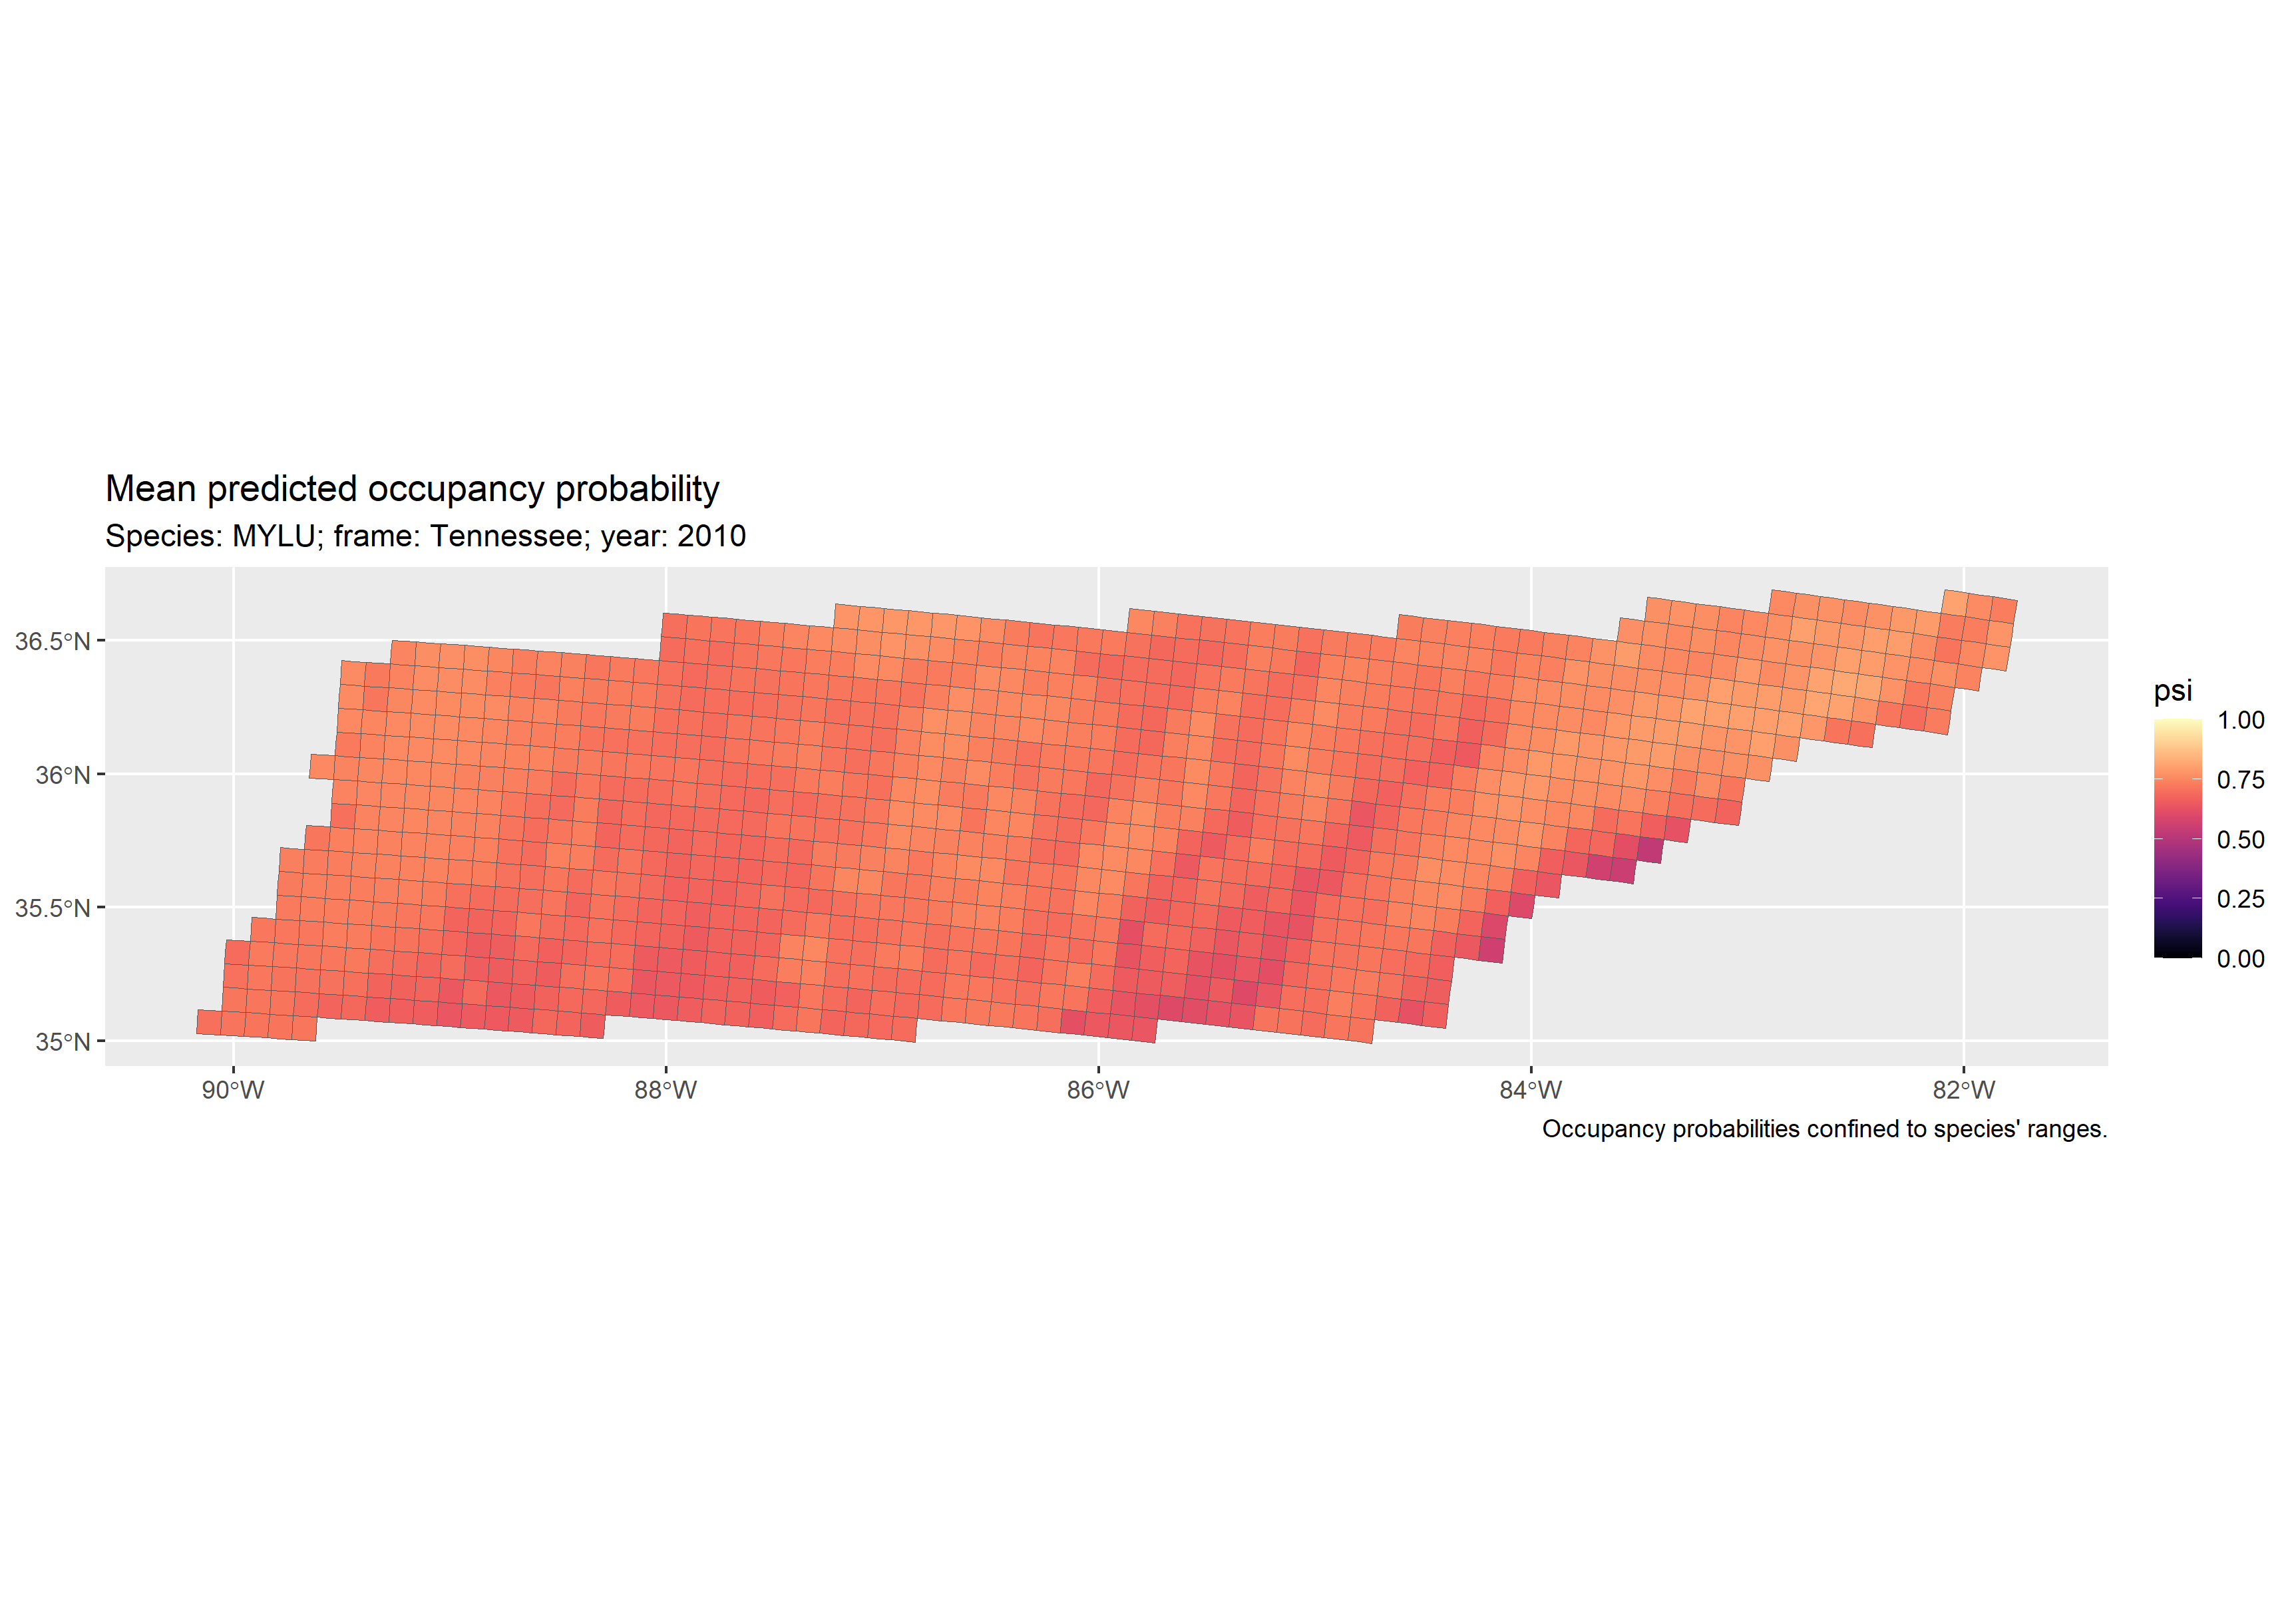 Mean predicted occupancy probability
Species: MYLU; frame: Tennessee; year: 2010
36.5°N
36°N
35.5°N
35°N
90°W
88°W
86°W
84°W
82°W
psi
1.00
0.75
0.50
0.25
0.00
Occupancy probabilities confined to species' ranges.